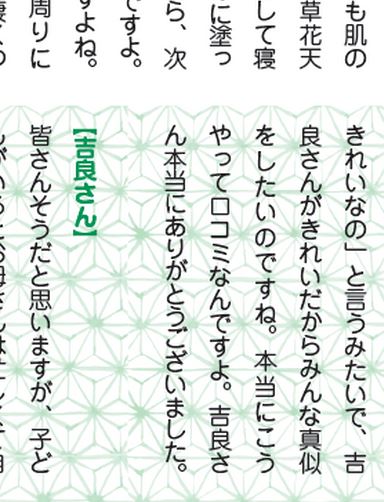 も肌の
草花天
して寝
に塗っ
ら、次
ですよ。
すよね。
周りに
きれいなの」と言うみたいで、吉
良さんがきれいだからみんな真似
をしたいのですね。本当にこう
やって口コミなんですよ。吉良さ
ん本当にありがとうございました。
【吉良さん】
皆さんそうだと思いますが、子ど